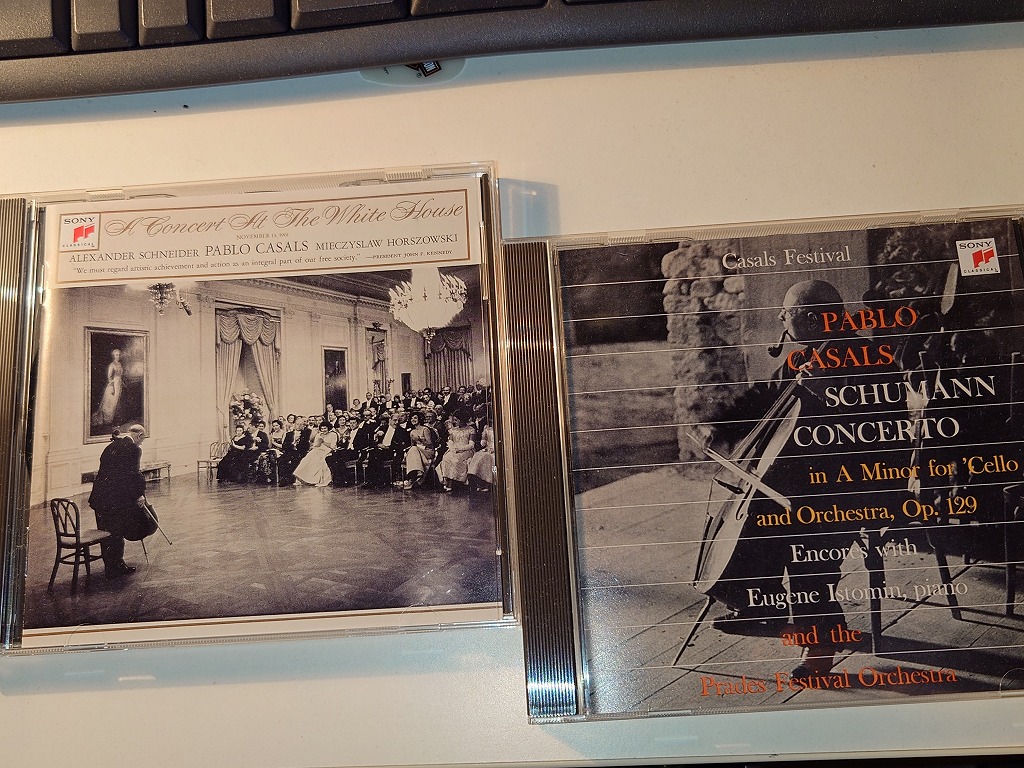 SONY
CLASSICAL
A Concert At The White House
NOVEMBER 13, 1961
ALEXANDER SCHNEIDER PABLO CASALS MIECZYSLAW HORSZOWSKI
"We must regard artistic achievement and action as an integral part of our free society." —PRESIDENT JOHN F. KENNEDY
Casals Festival
SONY
CLASSICAL
PABLO
CASALS
SCHUMANN
CONCERTO
in A Minor for 'Cello
and Orchestra, Op. 129
Encores with
Eugene Istomin, piano
and the
Prades Festival Orchestra